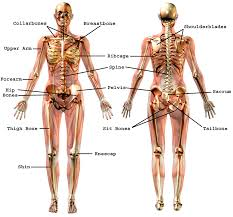 Collarbones
Breastbone
Shoulderblades
Upper Arm
Ribcage
Spine
Forearm
Hip
Bones
Pelvis
Sacrum
Thigh Bone
Sit Bones
Tailbone
Kneecap
Shin